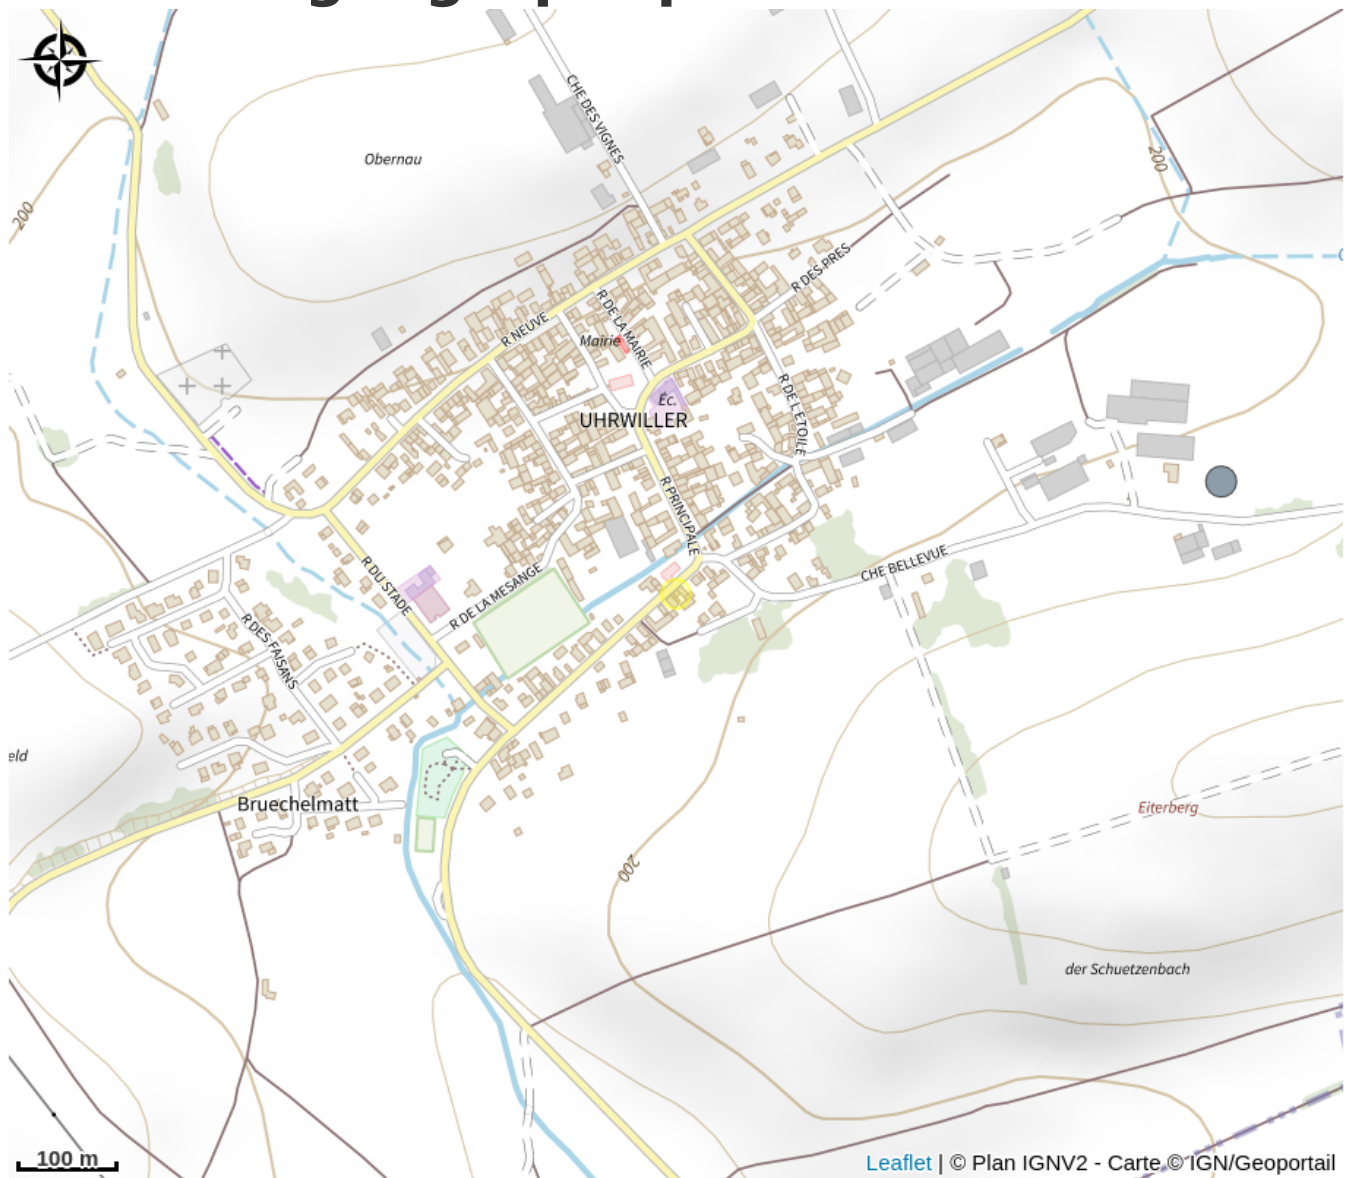 CHE DES VIGNES
Obernau
200
200
R DES PRES
R DE LA MAIRIE
R NEUVE
Mairie
R DE L'ETOILE
Éc.
UHRWILLER
R PRINCIPALE
CHE BELLEVUE
R DU STADE
R DE LA MESANGE
R DES FAISANS
eld
Bruechelmatt
Eiterberg
200
der Schuetzenbach
100 m
Leaflet | © Plan IGNV2 - Carte © IGN/Geoportail